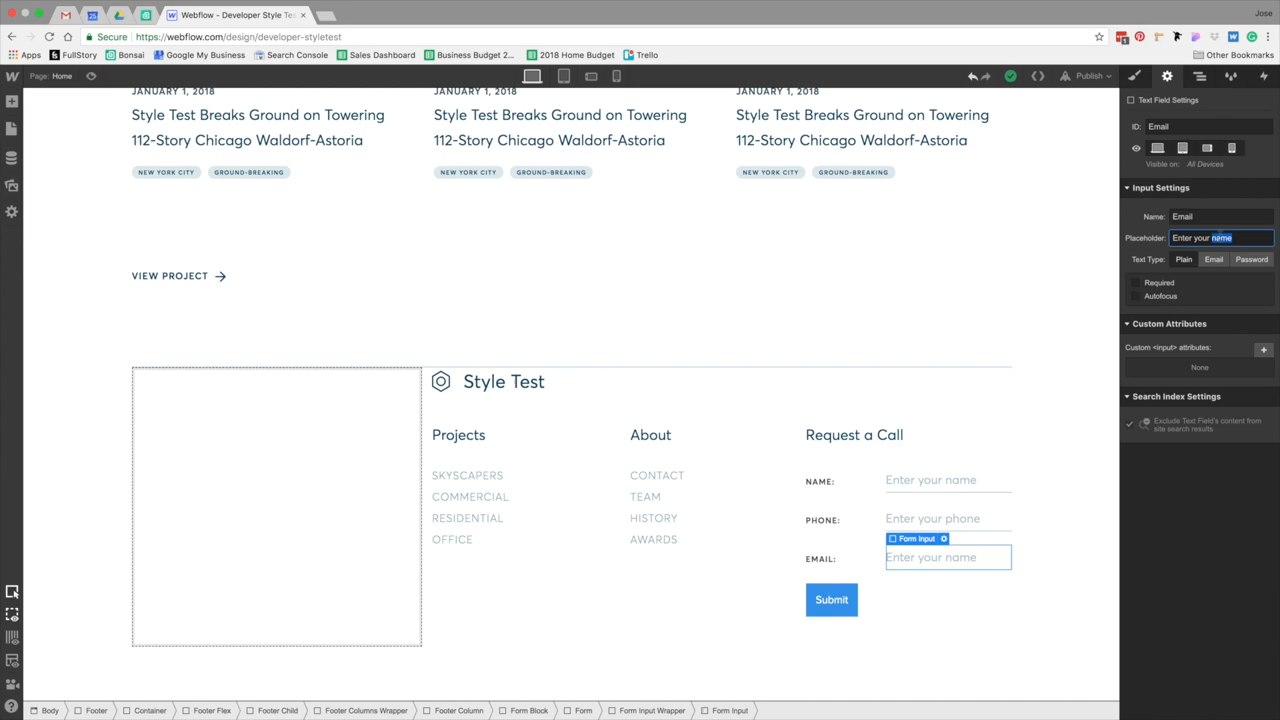 Jose
Webflow - Developer Style Tes
Secure
https://webflow.com/design/developer-styletest
Apps
FullStory
Bonsai
Google My Business
Search Console
Sales Dashboard
Business Budget 2...
2018 Home Budget
Trello
Other Bookmarks
Page: Home
Publish
JANUARY 1, 2018
JANUARY 1, 2018
JANUARY 1, 2018
Style Test Breaks Ground on Towering
112-Story Chicago Waldorf-Astoria
Style Test Breaks Ground on Towering
112-Story Chicago Waldorf-Astoria
Style Test Breaks Ground on Towering
112-Story Chicago Waldorf-Astoria
NEW YORK CITY
GROUND-BREAKING
NEW YORK CITY
GROUND-BREAKING
NEW YORK CITY
GROUND-BREAKING
VIEW PROJECT
Style Test
Projects
SKYSCAPERS
COMMERCIAL
RESIDENTIAL
OFFICE
About
CONTACT
TEAM
HISTORY
AWARDS
Request a Call
NAME:
Enter your name
PHONE:
Enter your phone
Form Input
EMAIL:
Enter your name
Submit
Text Field Settings
ID:
Email
Visible on: All Devices
Input Settings
Name:
Email
Placeholder:
Enter your name
Text Type:
Plain
Email
Password
Required
Autofocus
Custom Attributes
Custom <input> attributes:
None
Search Index Settings
Exclude Text Field's content from
site search results
Body
Footer
Container
Footer Flex
Footer Child
Footer Columns Wrapper
Footer Column
Form Block
Form
Form Input Wrapper
Form Input